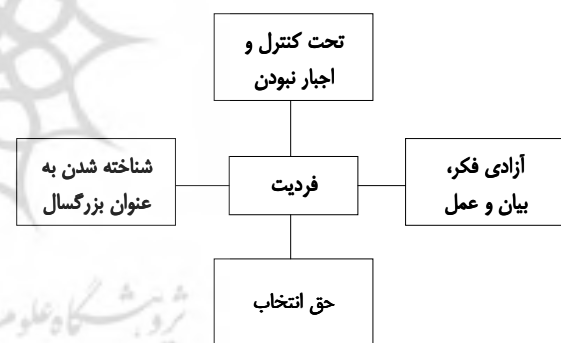 تحت کنترل و
اجبار نبودن
آزادی فکر،
بیان و عمل
فردیت
شناخته شدن به
عنوان بزرگسال
حق انتخاب